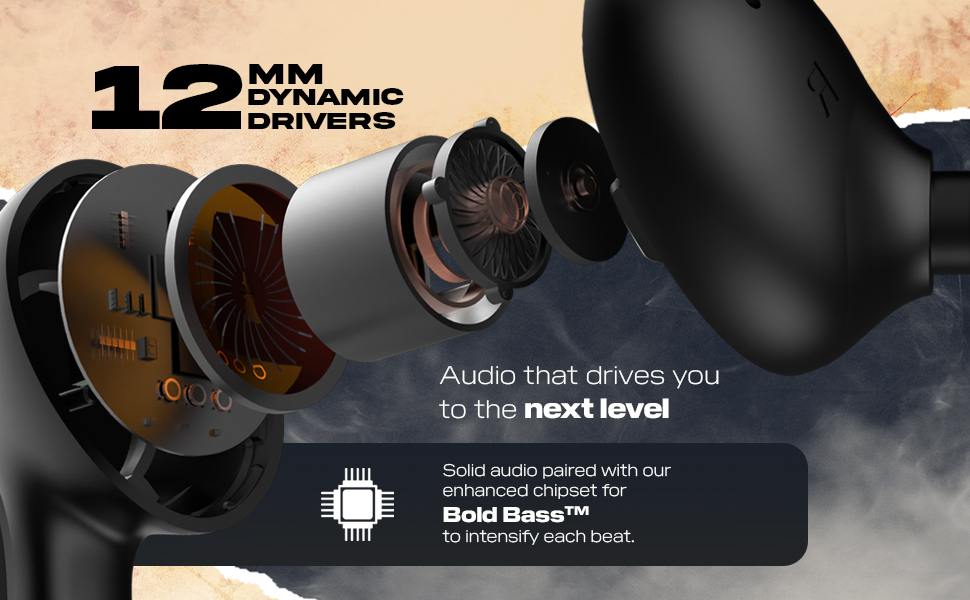 12 MM
DYNAMIC
DRIVERS
Audio that drives you
to the next level
Solid audio paired with our
enhanced chipset for
Bold Bass™
to intensify each beat.